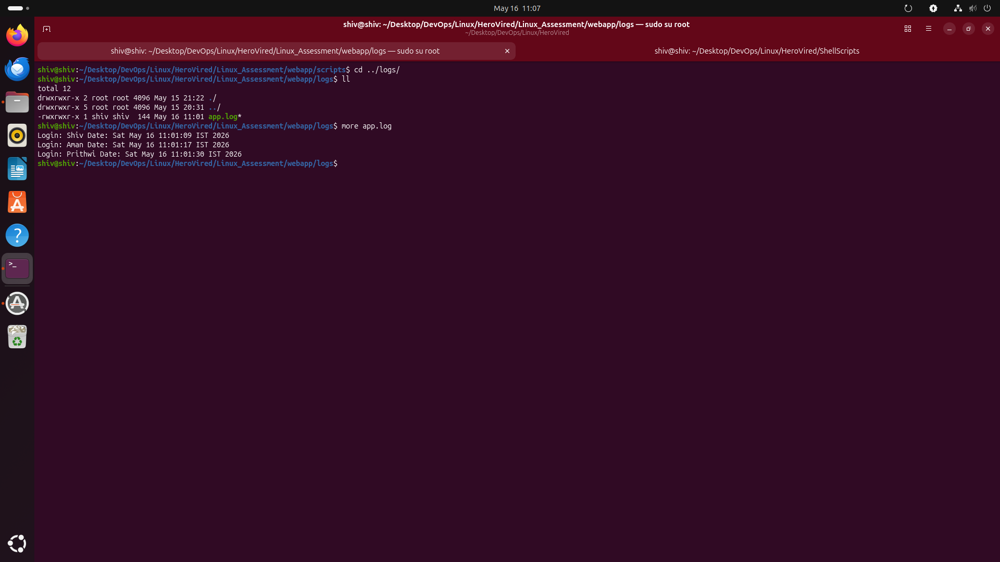 May 16 11:07
shiv@shiv: ~/Desktop/DevOps/Linux/HeroVired/Linux_Assessment/webapp/logs — sudo su root
~/Desktop/DevOps/Linux/HeroVired
shiv@shiv: ~/Desktop/DevOps/Linux/HeroVired/Linux_Assessment/webapp/logs — sudo su root
shiv@shiv: ~/Desktop/DevOps/Linux/HeroVired/ShellScripts
shiv@shiv:~/Desktop/DevOps/Linux/HeroVired/Linux_Assessment/webapp/scripts$ cd ../logs/
shiv@shiv:~/Desktop/DevOps/Linux/HeroVired/Linux_Assessment/webapp/logs$ ll
total 12
drwxrwxr-x 2 root root 4096 May 15 21:22 ./
drwxrwxr-x 5 root root 4096 May 15 20:31 ../
-rwxrwxr-x 1 shiv shiv  144 May 16 11:01 app.log*
shiv@shiv:~/Desktop/DevOps/Linux/HeroVired/Linux_Assessment/webapp/logs$ more app.log
Login: Shiv Date: Sat May 16 11:01:09 IST 2026
Login: Aman Date: Sat May 16 11:01:17 IST 2026
Login: Prithwi Date: Sat May 16 11:01:30 IST 2026
shiv@shiv:~/Desktop/DevOps/Linux/HeroVired/Linux_Assessment/webapp/logs$